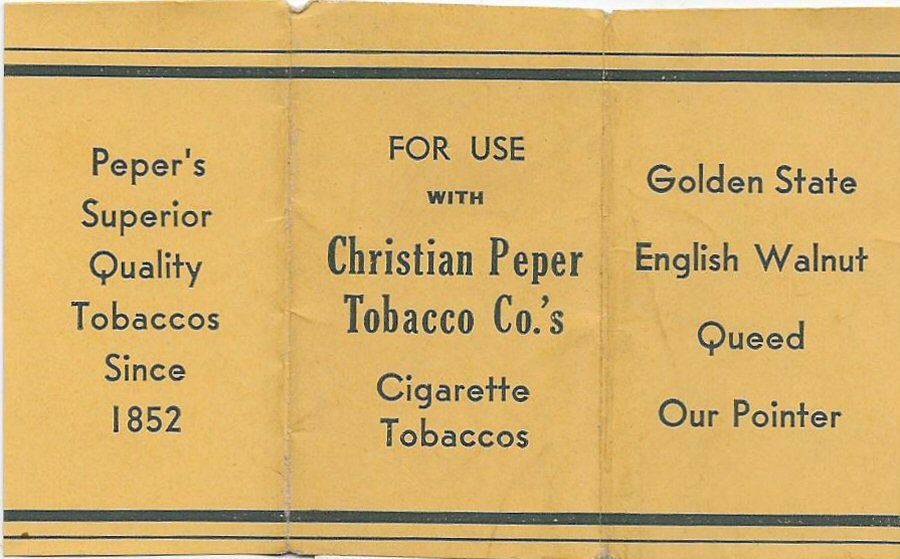 Peper's
Superior
Quality
Tobaccos
Since
1852
FOR USE
WITH
Christian Peper
Tobacco Co.'s
Cigarette
Tobaccos
Golden State
English Walnut
Queed
Our Pointer